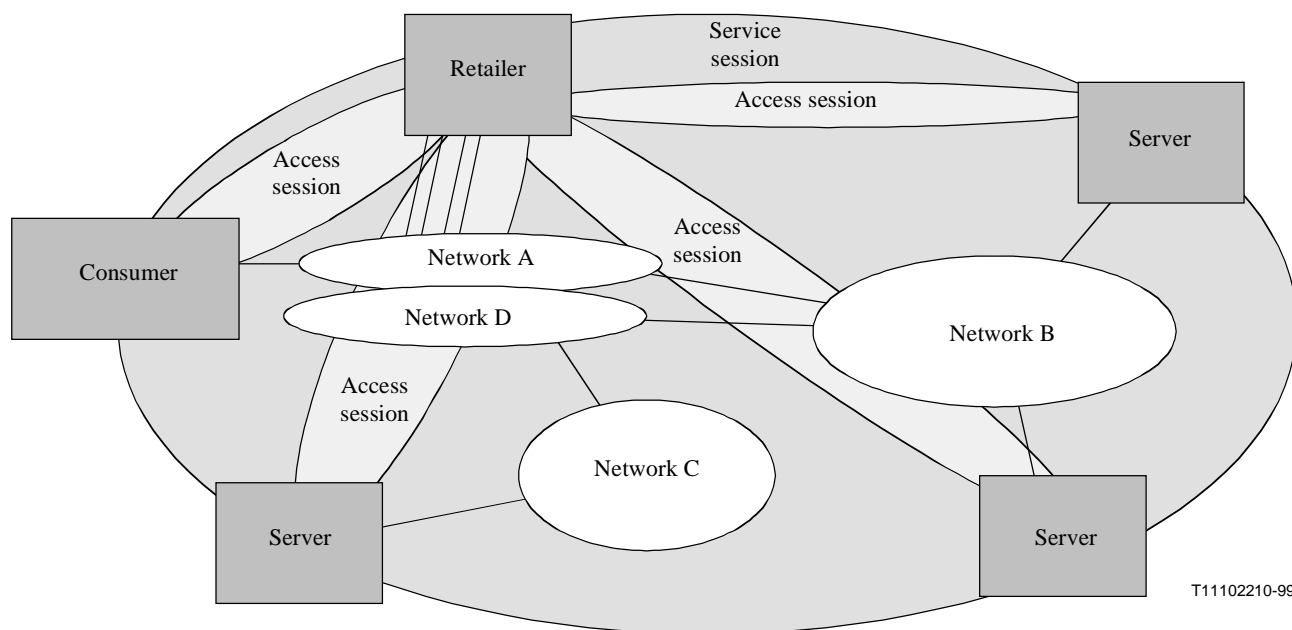 Service
session
Retailer
Access session
Server
Access
session
Access
session
Consumer
Network A
Network D
Network B
Access
session
Network C
Server
Server
T11102210-99